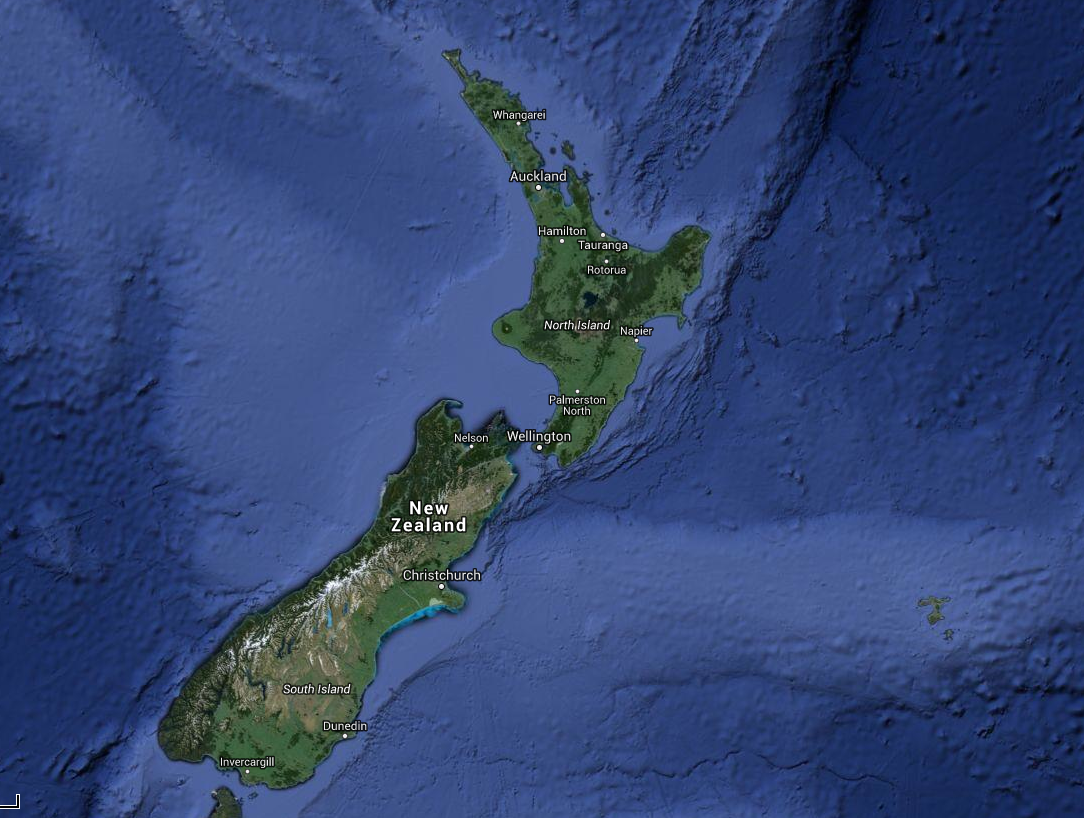 Whangarei
Auckland
Hamilton
Tauranga
Rotorua
North Island
Napier
Palmerston
North
Nelson
Wellington
New
Zealand
Christchurch
South Island
Dunedin
Invercargill